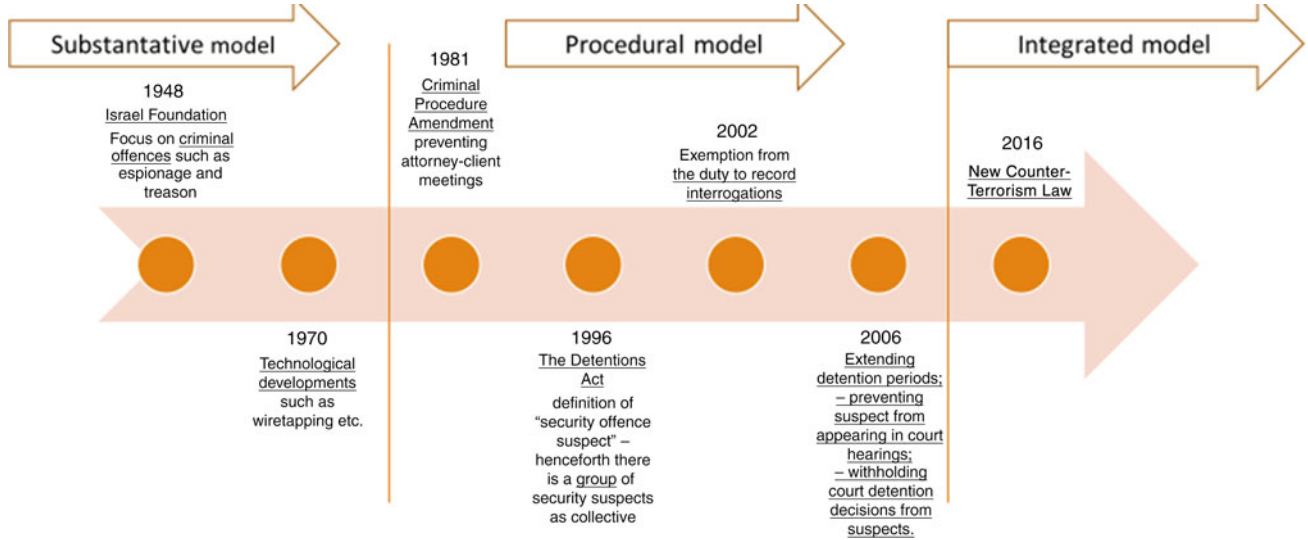 Substantative model
Procedural model
Integrated model
1948
Israel Foundation
Focus on criminal
offences such as
espionage and
treason
1970
Technological
developments
such as
wiretapping etc.
1981
Criminal
Procedure
Amendment
preventing
attorney-client
meetings
1996
The Detentions
Act
definition of
“security offence
suspect” –
henceforth there
is a group of
security suspects
as collective
2002
Exemption from
the duty to record
interrogations
2006
Extending
detention periods;
– preventing
suspect from
appearing in court
hearings;
– withholding
court detention
decisions from
suspects.
2016
New Counter-
Terrorism Law